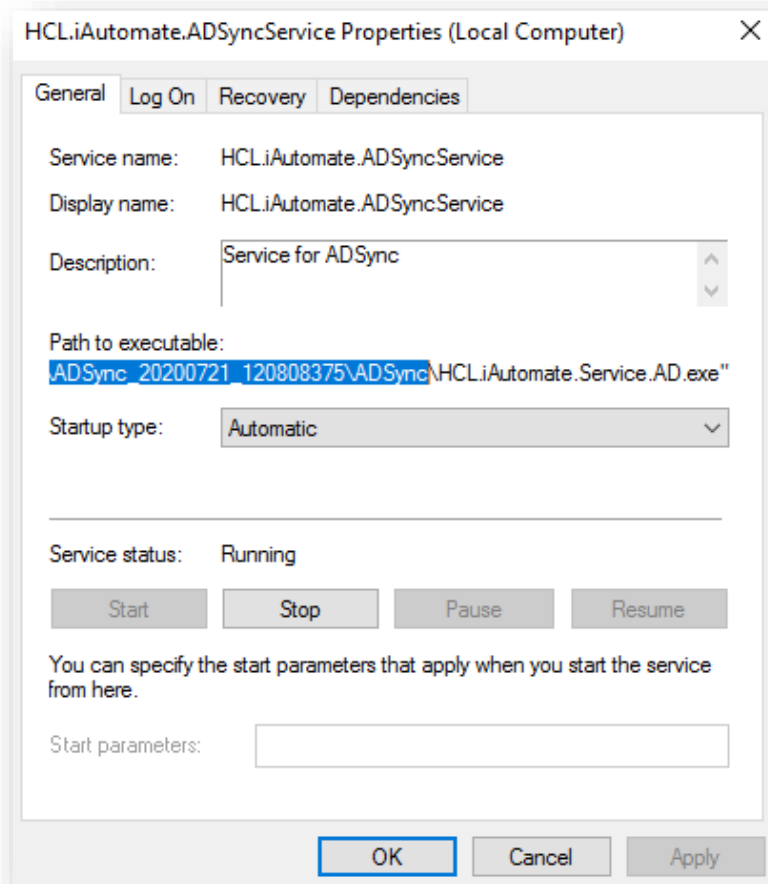 HCL.iAutomate.ADSyncService Properties (Local Computer)
General Log On Recovery Dependencies
Service name: HCL.iAutomate.ADSyncService
Display name: HCL.iAutomate.ADSyncService
Description: Service for ADSync
Path to executable:
\ADSync_20200721_120808375\ADSync\HCL.iAutomate.Service.AD.exe"
Startup type: Automatic
Service status: Running
Start Stop Pause Resume
You can specify the start parameters that apply when you start the service
from here.
Start parameters:
OK Cancel Apply